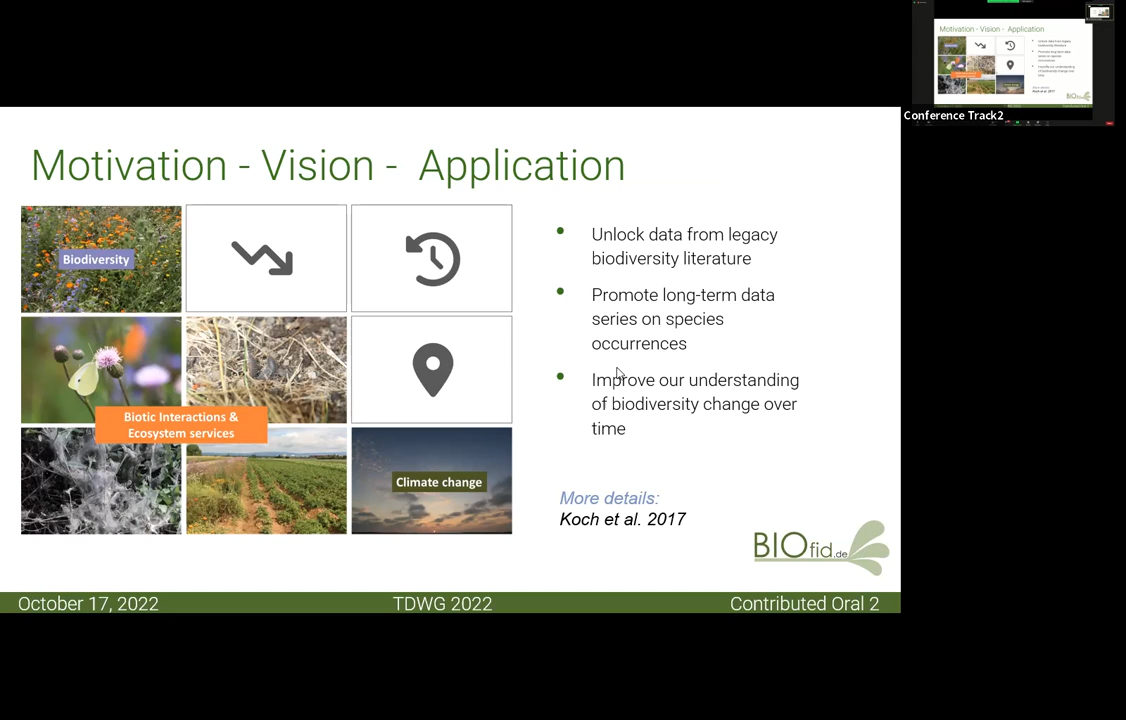 Motivation - Vision - Application
Biodiversity
Biotic Interactions &
Ecosystem services
Climate change
Unlock data from legacy
biodiversity literature
Promote long-term data
series on species
occurrences
Improve our understanding
of biodiversity change over
time
More details:
Koch et al. 2017
BIOfid.de
October 17, 2022
TDWG 2022
Contributed Oral 2
Motivation - Vision - Application
Conference Track2